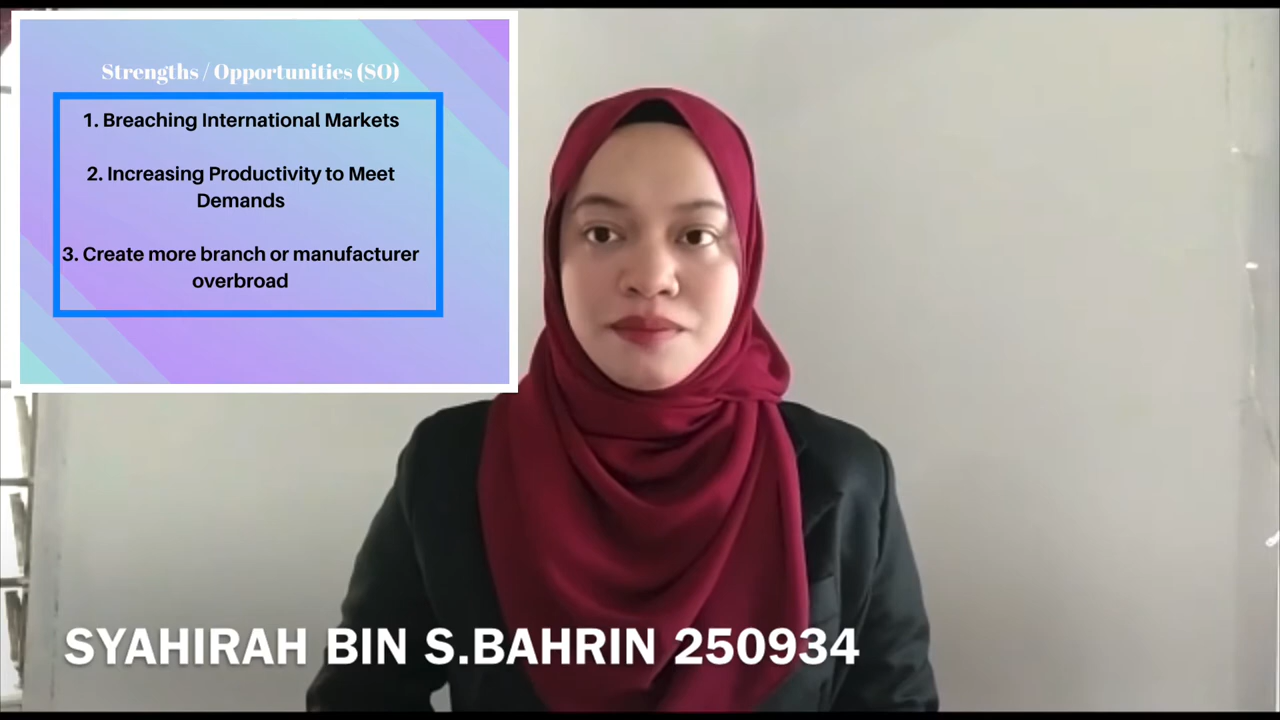 Strengths / Opportunities (SO)
1. Breaching International Markets
2. Increasing Productivity to Meet
Demands
3. Create more branch or manufacturer
overbroad
SYAHIRAH BIN S.BAHRIN 250934